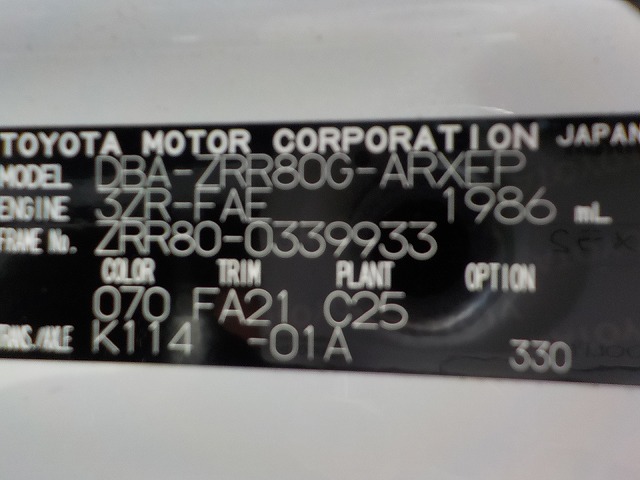 TOYOTA MOTOR CORPORATION JAPAN
MODEL DBA-ZRR80G-ARXEP
ENGINE 3ZR-FAE 1986 mL
FRAME No. ZRR80-0339933
COLOR TRIM PLANT OPTION
070 FA21 C25
TRANS./AXLE K114 -01A 330